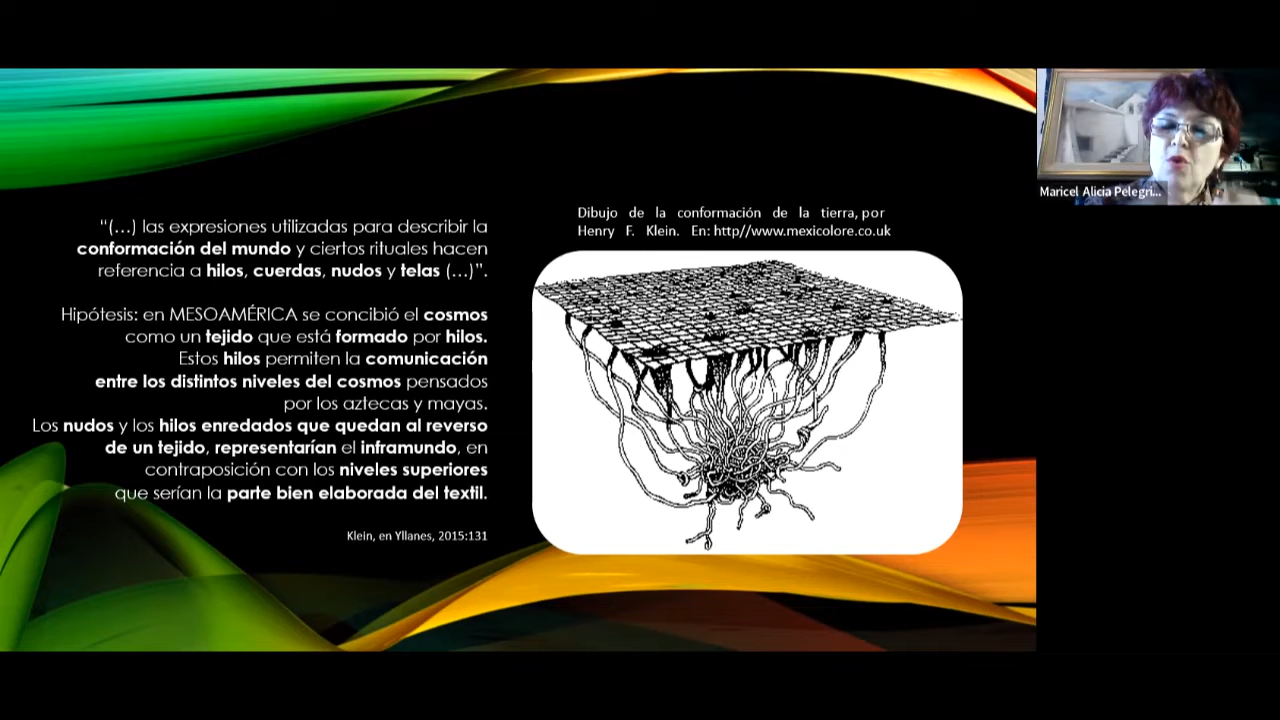 “(…) las expresiones utilizadas para describir la
conformación del mundo y ciertos rituales hacen
referencia a hilos, cuerdas, nudos y telas (…)”.
Hipótesis: en MESOAMÉRICA se concibió el cosmos
como un tejido que está formado por hilos.
Estos hilos permiten la comunicación
entre los distintos niveles del cosmos pensados
por los aztecas y mayas.
Los nudos y los hilos enredados que quedan al reverso
de un tejido, representarían el inframundo, en
contraposición con los niveles superiores
que serían la parte bien elaborada del textil.
Klein, en Yllanes, 2015:131
Dibujo de la conformación de la tierra, por
Henry F. Klein. En: http//www.mexicolore.co.uk
Maricel Alicia Pelegri...